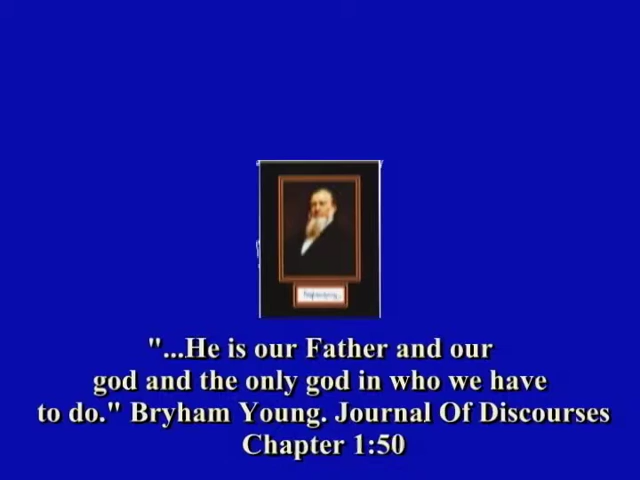 "...He is our Father and our
god and the only god in who we have
to do." Bryham Young. Journal Of Discourses
Chapter 1:50